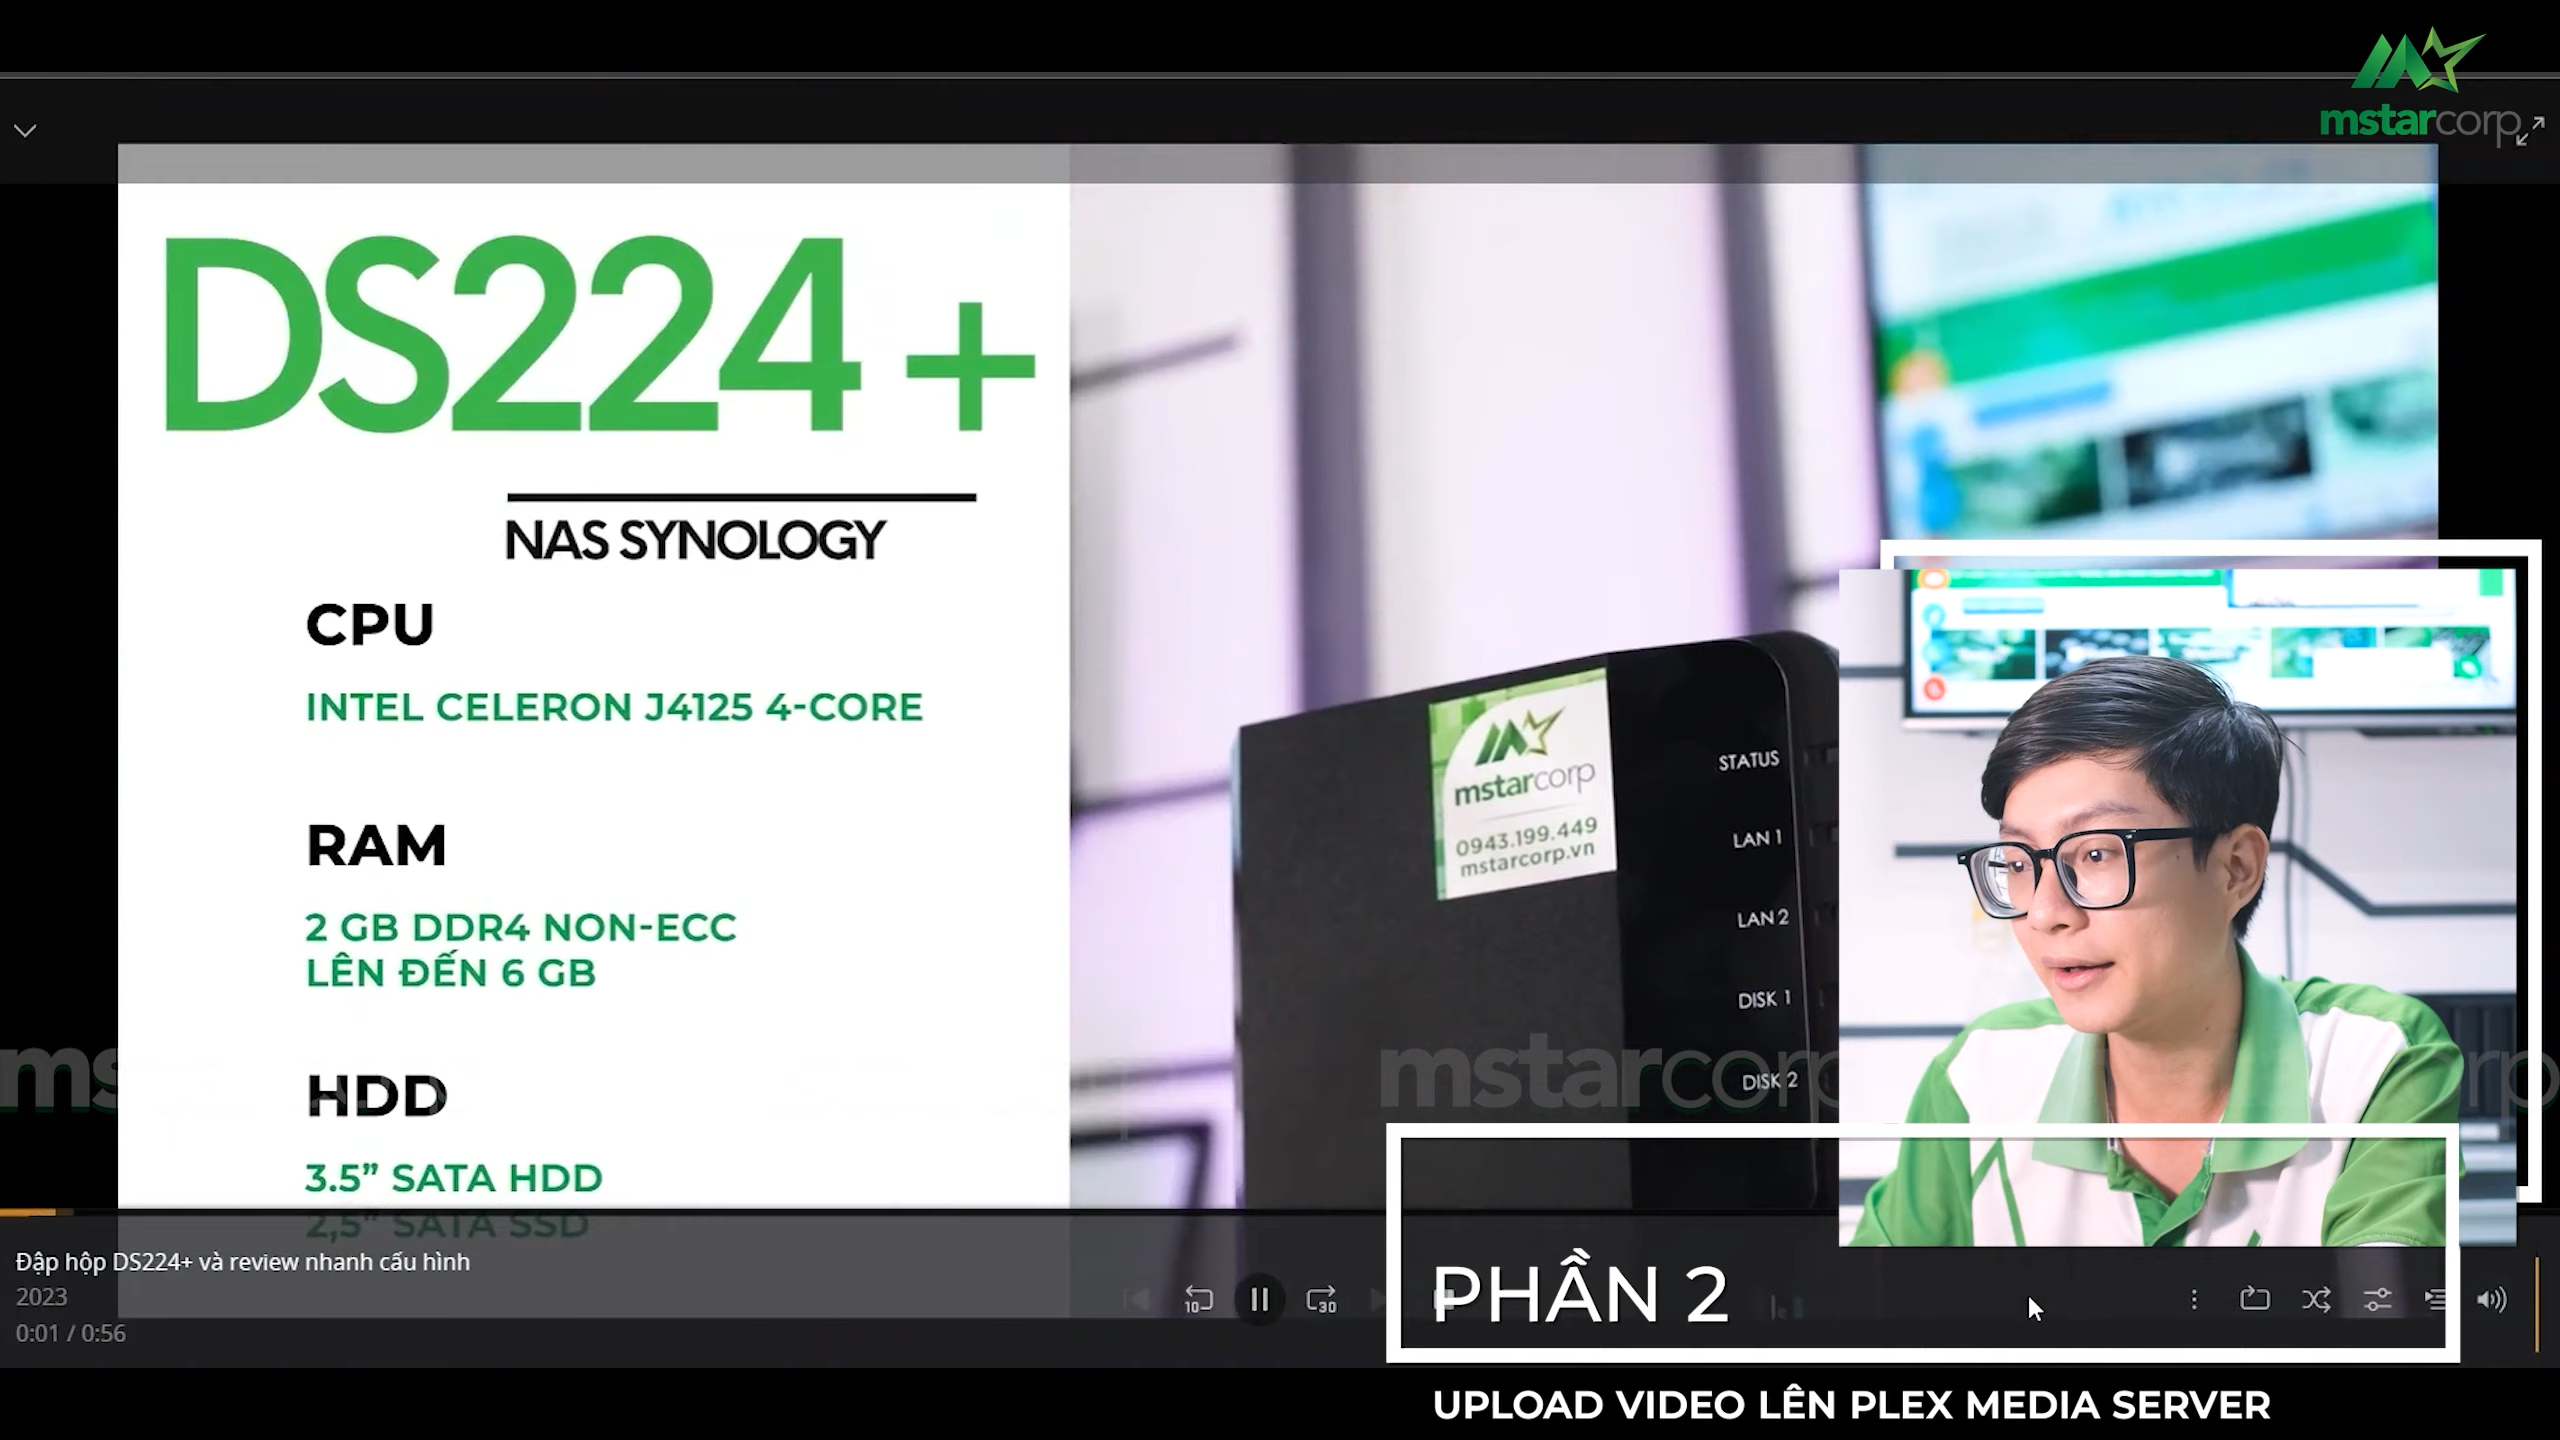 mstarcorp
DS224+
NAS SYNOLOGY
CPU
INTEL CELERON J4125 4-CORE
RAM
2 GB DDR4 NON-ECC
LÊN ĐẾN 6 GB
HDD
3.5” SATA HDD
2,5” SATA SSD
mstarcorp
0943.199.449
mstarcorp.vn
STATUS
LAN 1
LAN 2
DISK 1
DISK 2
mstarcorp
Đập hộp DS224+ và review nhanh cấu hình
2023
0:01 / 0:56
10
30
PHẦN 2
UPLOAD VIDEO LÊN PLEX MEDIA SERVER